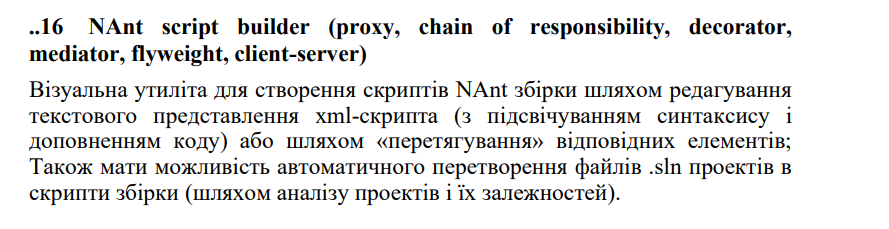 ..16 NAnt script builder (proxy, chain of responsibility, decorator,
mediator, flyweight, client-server)
Візуальна утиліта для створення скриптів NAnt збірки шляхом редагування
текстового представлення xml-скрипта (з підсвічуванням синтаксису і
доповненням коду) або шляхом «перетягування» відповідних елементів;
Також мати можливість автоматичного перетворення файлів .sln проектів в
скрипти збірки (шляхом аналізу проектів і їх залежностей).